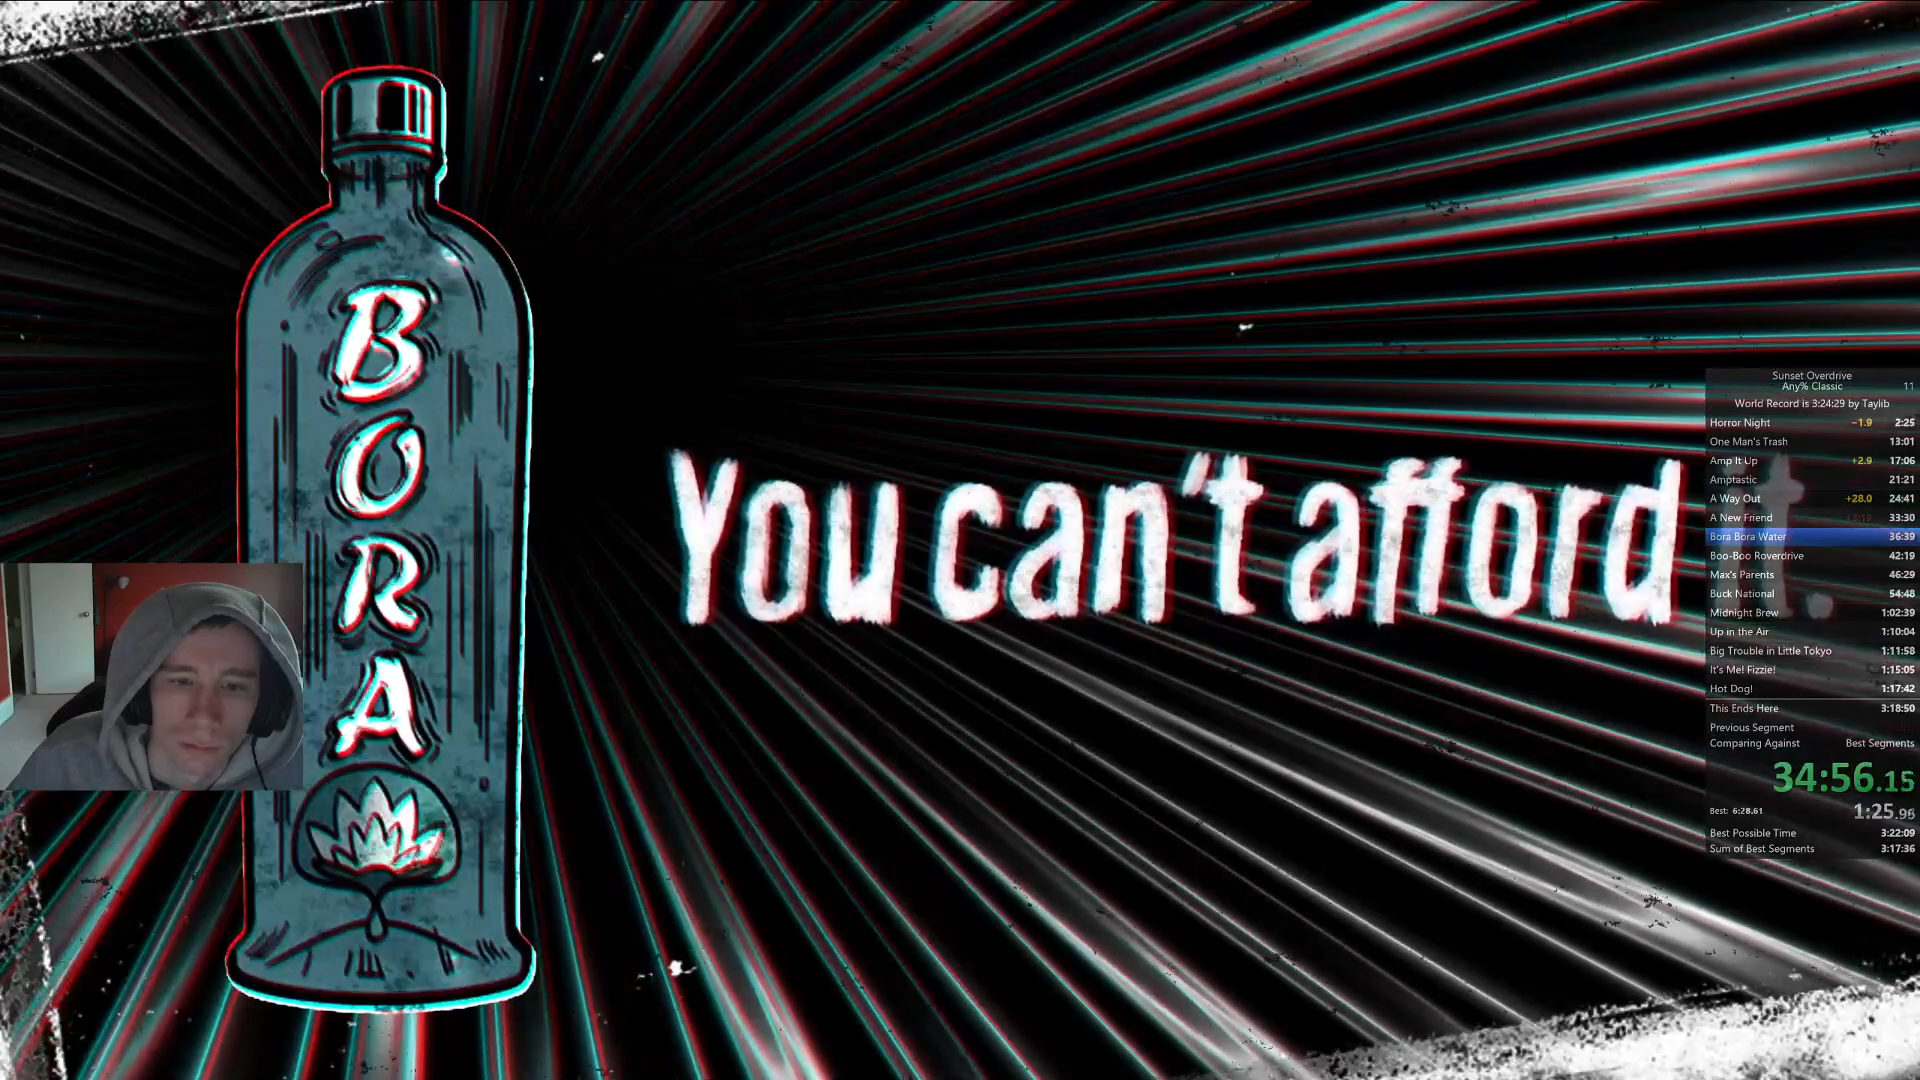 BORA
You can't afford it.
Sunset Overdrive
Any% Classic 11
World Record is 3:24:29 by Taylib
Horror Night −1.9 2:25
One Man's Trash 13:01
Amp It Up +2.9 17:06
Amptastic 21:21
A Way Out +28.0 24:41
A New Friend 33:30
Bora Bora Water 36:39
Boo-Boo Roverdrive 42:19
Max's Parents 46:29
Buck National 54:48
Midnight Brew 1:02:39
Up in the Air 1:10:04
Big Trouble in Little Tokyo 1:11:58
It's Me! Fizzie! 1:15:05
Hot Dog! 1:17:42
This Ends Here 3:18:50
Previous Segment
Comparing Against Best Segments
34:56.15
Best: 6:28.61 1:25.96
Best Possible Time 3:22:09
Sum of Best Segments 3:17:36